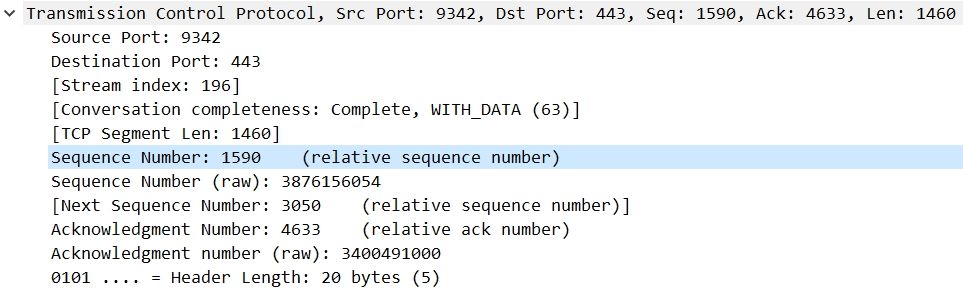 Transmission Control Protocol, Src Port: 9342, Dst Port: 443, Seq: 1590, Ack: 4633, Len: 1460
Source Port: 9342
Destination Port: 443
[Stream index: 196]
[Conversation completeness: Complete, WITH_DATA (63)]
[TCP Segment Len: 1460]
Sequence Number: 1590    (relative sequence number)
Sequence Number (raw): 3876156054
[Next Sequence Number: 3050    (relative sequence number)]
Acknowledgment Number: 4633    (relative ack number)
Acknowledgment number (raw): 3400491000
0101 .... = Header Length: 20 bytes (5)